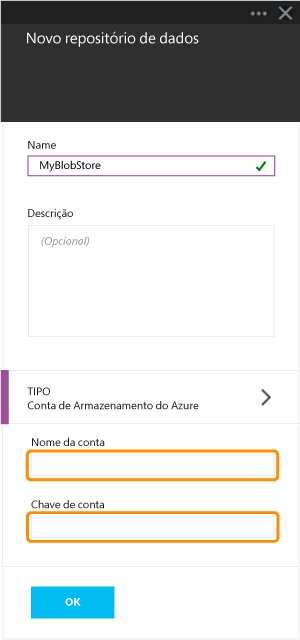 Novo repositório de dados
Name
MyBlobStore
Descrição
(Opcional)
TIPO
Conta de Armazenamento do Azure
Nome da conta
Chave de conta
OK